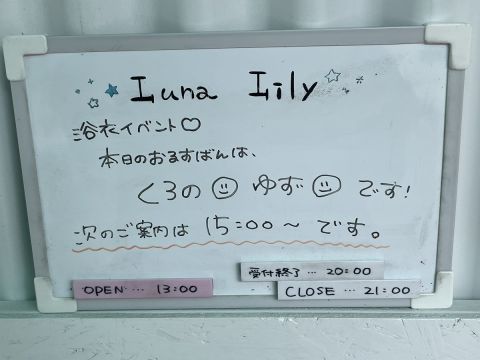 Luna Lily
浴衣イベント♡
本日のおるすばんは、
くろの☺ ゆず☺ です!
次のご案内は 15:00～ です。
受付終了… 20:00
OPEN… 13:00
CLOSE… 21:00